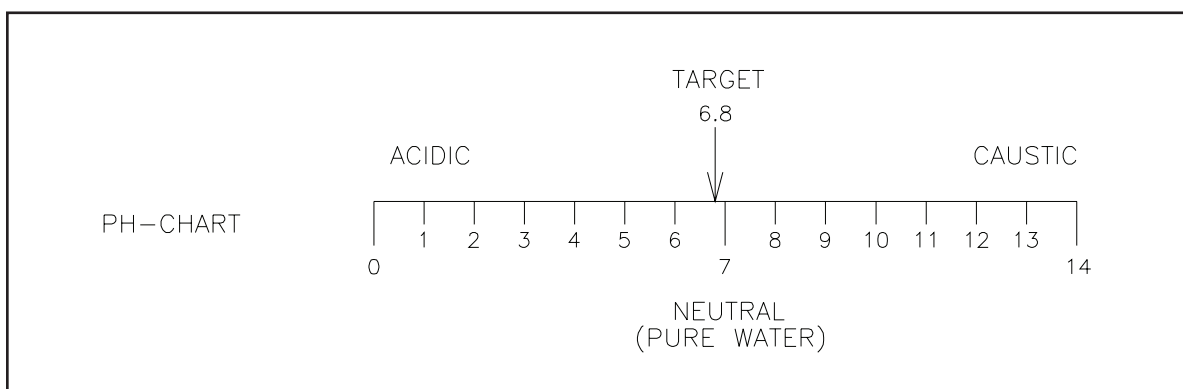 TARGET
6.8
ACIDIC
CAUSTIC
PH-CHART
1 2 3 4 5 6 8 9 10 11 12 13
0 7 14
NEUTRAL
(PURE WATER)